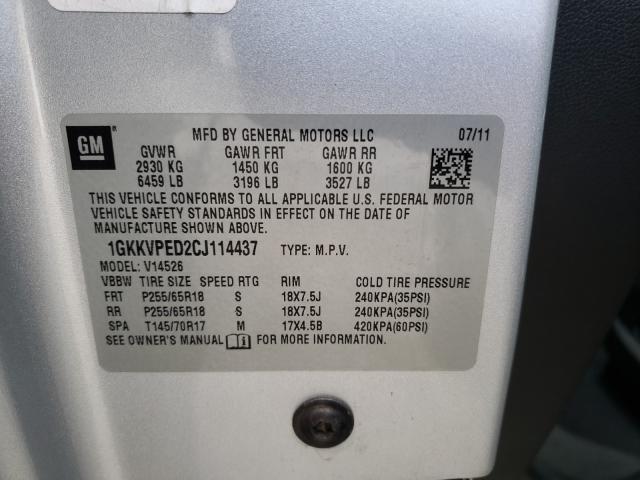 GM ®
MFD BY GENERAL MOTORS LLC 07/11
GVWR GAWR FRT GAWR RR
2930 KG 1450 KG 1600 KG
6459 LB 3196 LB 3527 LB
THIS VEHICLE CONFORMS TO ALL APPLICABLE U.S. FEDERAL MOTOR
VEHICLE SAFETY STANDARDS IN EFFECT ON THE DATE OF
MANUFACTURE SHOWN ABOVE.
1GKKVPED2CJ114437 TYPE: M.P.V.
MODEL: V14526
VBBW TIRE SIZE SPEED RTG RIM COLD TIRE PRESSURE
FRT P255/65R18 S 18X7.5J 240KPA(35PSI)
RR P255/65R18 S 18X7.5J 240KPA(35PSI)
SPA T145/70R17 M 17X4.5B 420KPA(60PSI)
SEE OWNER'S MANUAL FOR MORE INFORMATION.